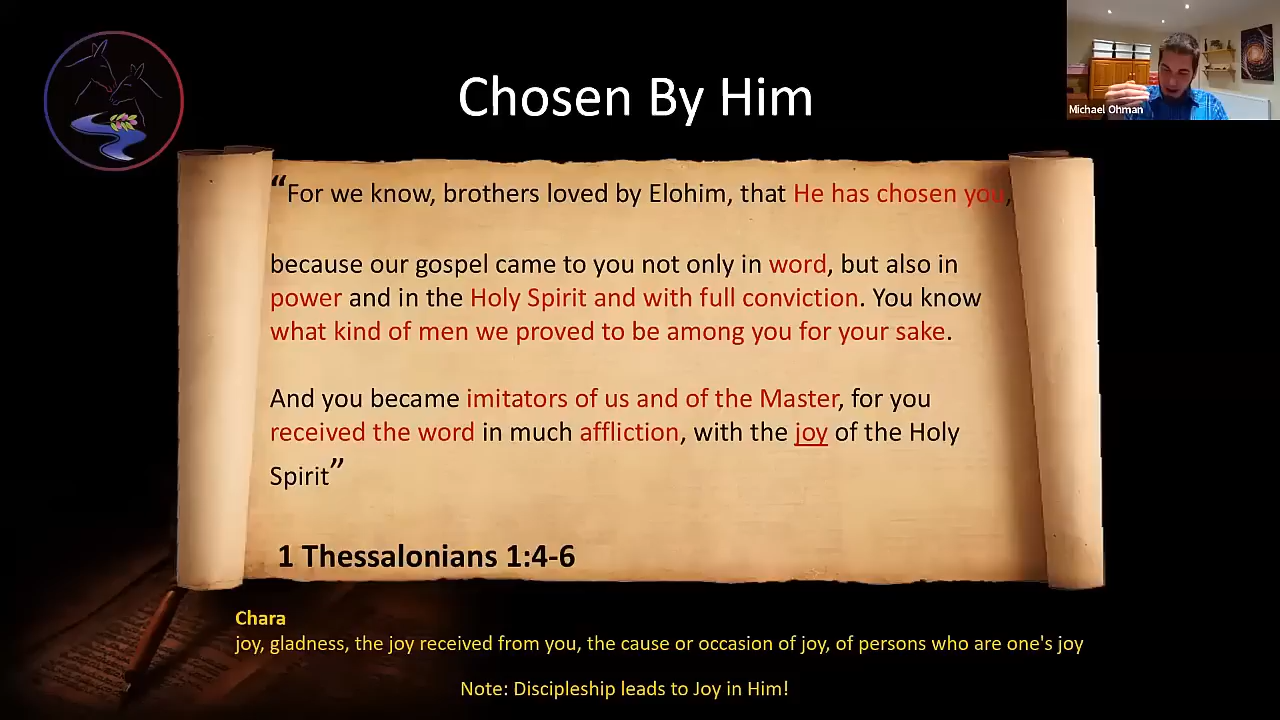 Chosen By Him
Michael Ohman
“For we know, brothers loved by Elohim, that He has chosen you,
because our gospel came to you not only in word, but also in
power and in the Holy Spirit and with full conviction. You know
what kind of men we proved to be among you for your sake.
And you became imitators of us and of the Master, for you
received the word in much affliction, with the joy of the Holy
Spirit”
1 Thessalonians 1:4-6
Chara
joy, gladness, the joy received from you, the cause or occasion of joy, of persons who are one's joy
Note: Discipleship leads to Joy in Him!